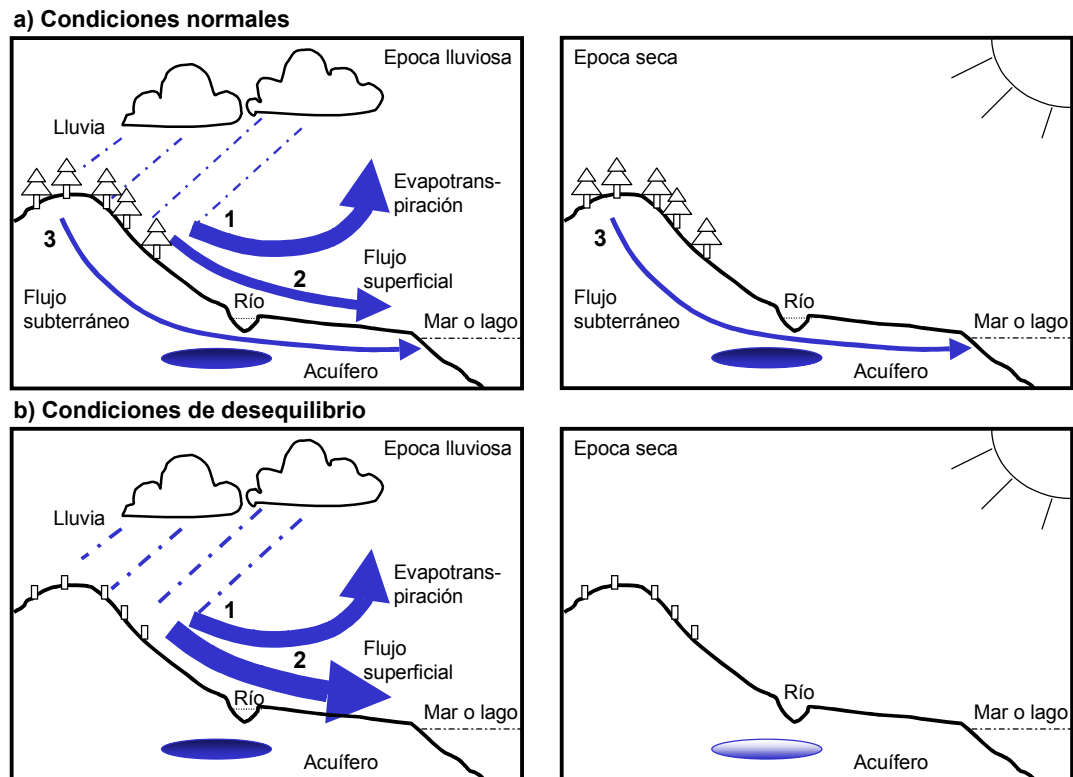 a) Condiciones normales
Epoca lluviosa
Lluvia
Evapotrans-
piración
1
3
2
Flujo
superficial
Flujo
subterráneo
Río
Mar o lago
Acuífero
Epoca seca
3
Flujo
subterráneo
Río
Mar o lago
Acuífero
b) Condiciones de desequilibrio
Epoca lluviosa
Lluvia
Evapotrans-
piración
1
2
Flujo
superficial
Río
Mar o lago
Acuífero
Epoca seca
Río
Mar o lago
Acuífero